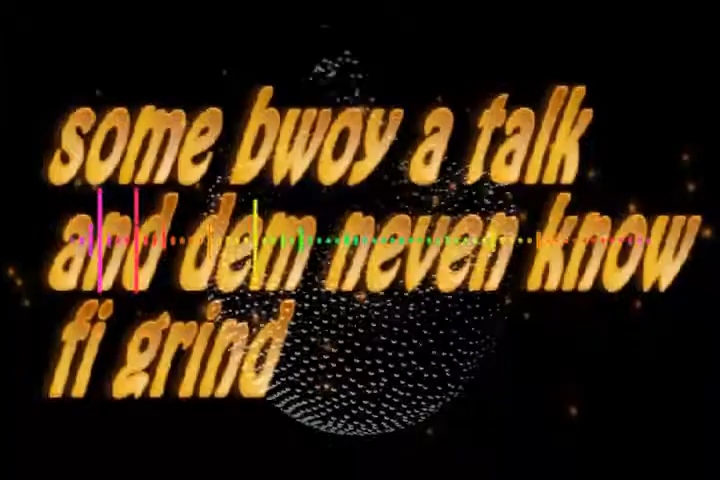 some bwoy a talk
and dem neven know
fi grind